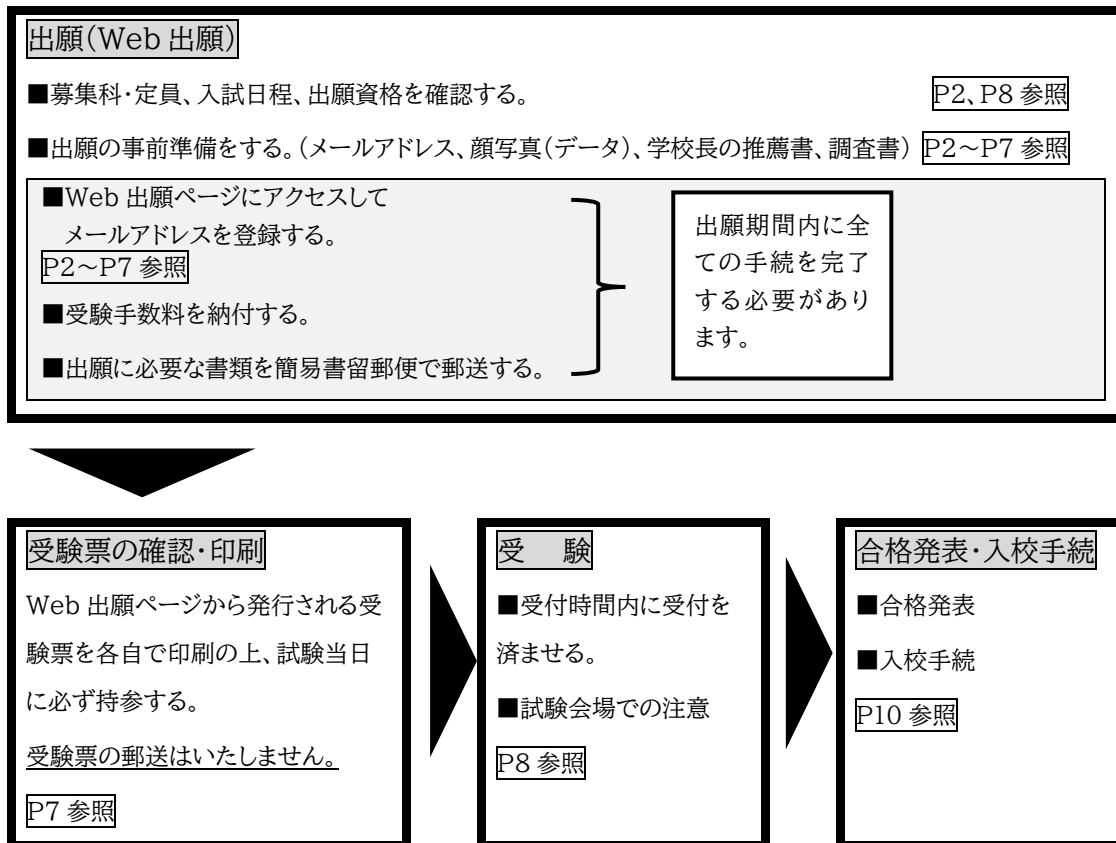 出願(Web 出願)
■募集科・定員、入試日程、出願資格を確認する。 P2、P8 参照
■出願の事前準備をする。(メールアドレス、顔写真(データ)、学校長の推薦書、調査書) P2～P7 参照
■Web 出願ページにアクセスして
メールアドレスを登録する。
P2～P7 参照
■受験手数料を納付する。
■出願に必要な書類を簡易書留郵便で郵送する。
出願期間内に全
ての手続を完了
する必要があり
ます。
受験票の確認・印刷
Web 出願ページから発行される受
験票を各自で印刷の上、試験当日
に必ず持参する。
受験票の郵送はいたしません。
P7 参照
受 験
■受付時間内に受付を
済ませる。
■試験会場での注意
P8 参照
合格発表・入校手続
■合格発表
■入校手続
P10 参照